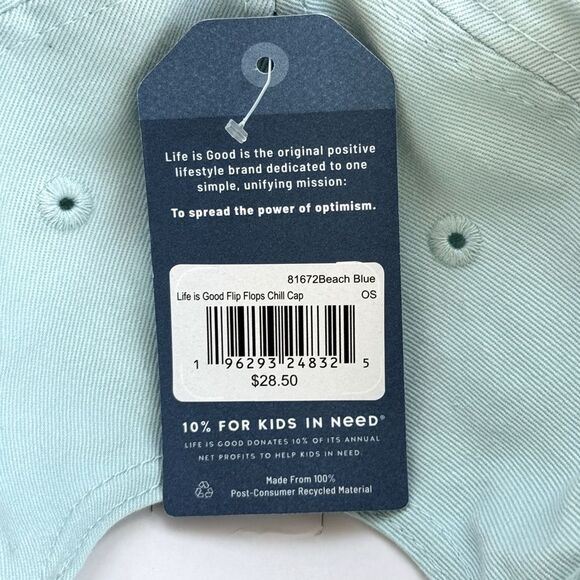 Life is Good is the original positive
lifestyle brand dedicated to one
simple, unifying mission:
To spread the power of optimism.
81672Beach Blue
Life is Good Flip Flops Chill Cap OS
1 96293 24832 5
$28.50
10% FOR KIDS IN NeeD®
LIFE IS GOOD DONATES 10% OF ITS ANNUAL
NET PROFITS TO HELP KIDS IN NEED.
Made From 100%
Post-Consumer Recycled Material